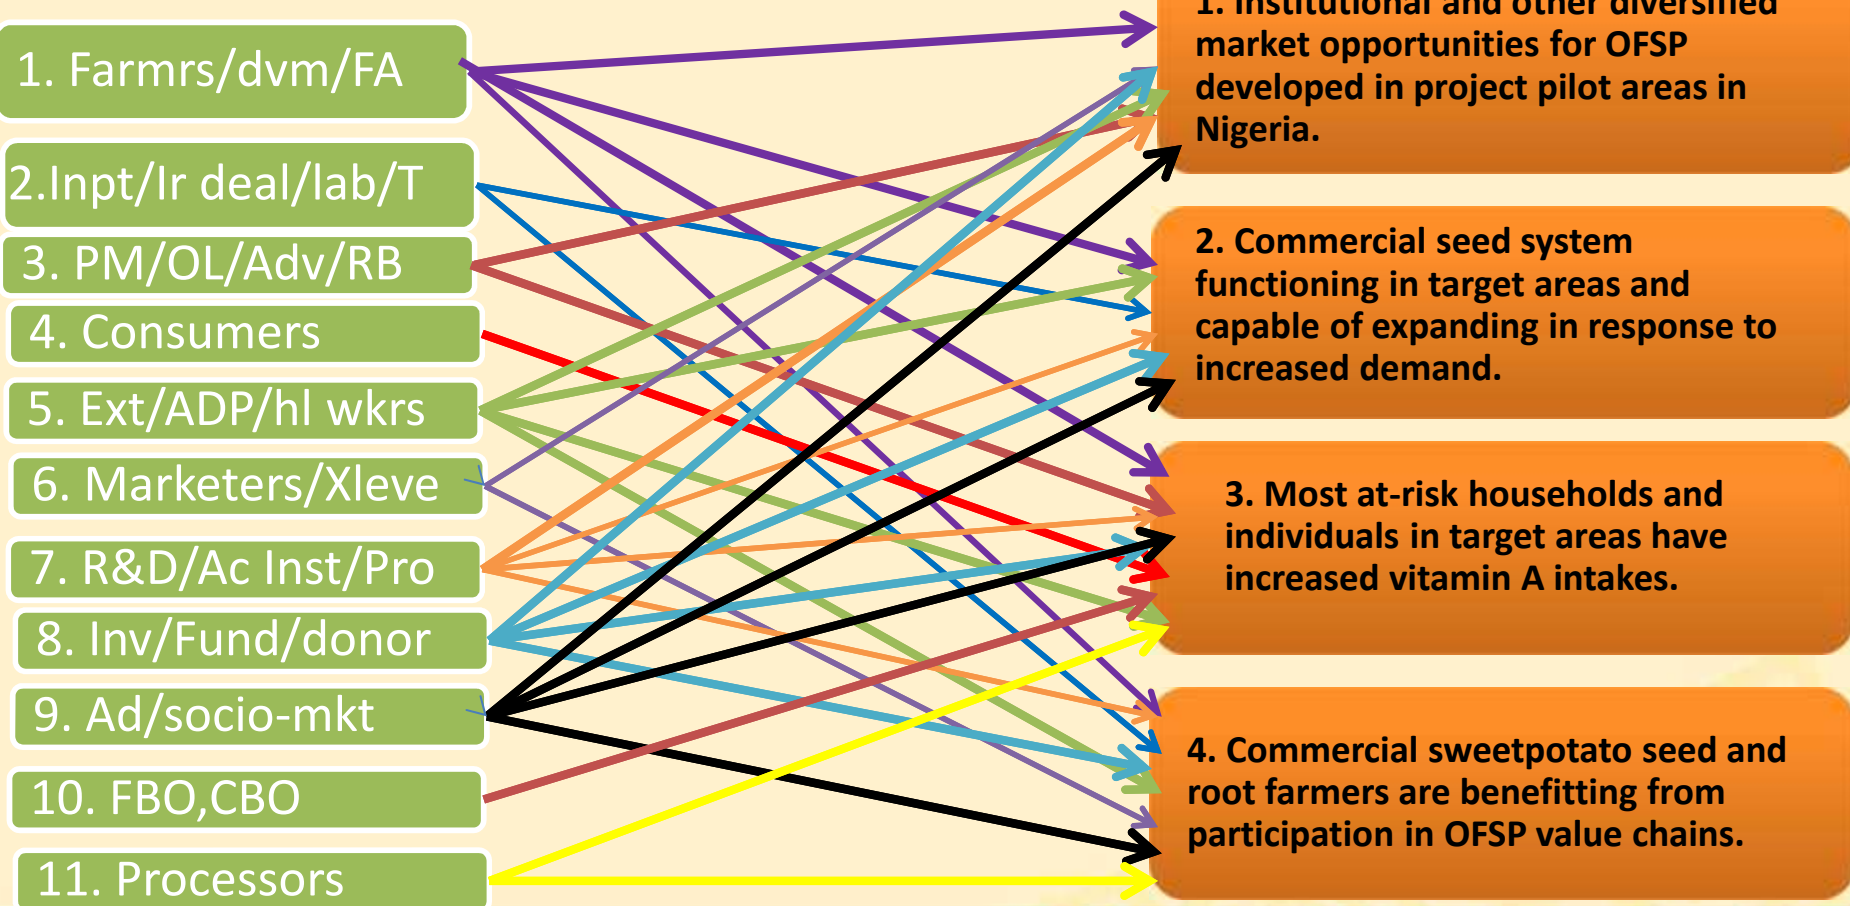 1. Farmrs/dvm/FA
2.Inpt/Ir deal/lab/T
3. PM/OL/Adv/RB
4. Consumers
5. Ext/ADP/hl wkrs
6. Marketers/Xleve
7. R&D/Ac Inst/Pro
8. Inv/Fund/donor
9. Ad/socio-mkt
10. FBO,CBO
11. Processors
1. Institutional and other diversified
market opportunities for OFSP
developed in project pilot areas in
Nigeria.
2. Commercial seed system
functioning in target areas and
capable of expanding in response to
increased demand.
3. Most at-risk households and
individuals in target areas have
increased vitamin A intakes.
4. Commercial sweetpotato seed and
root farmers are benefitting from
participation in OFSP value chains.